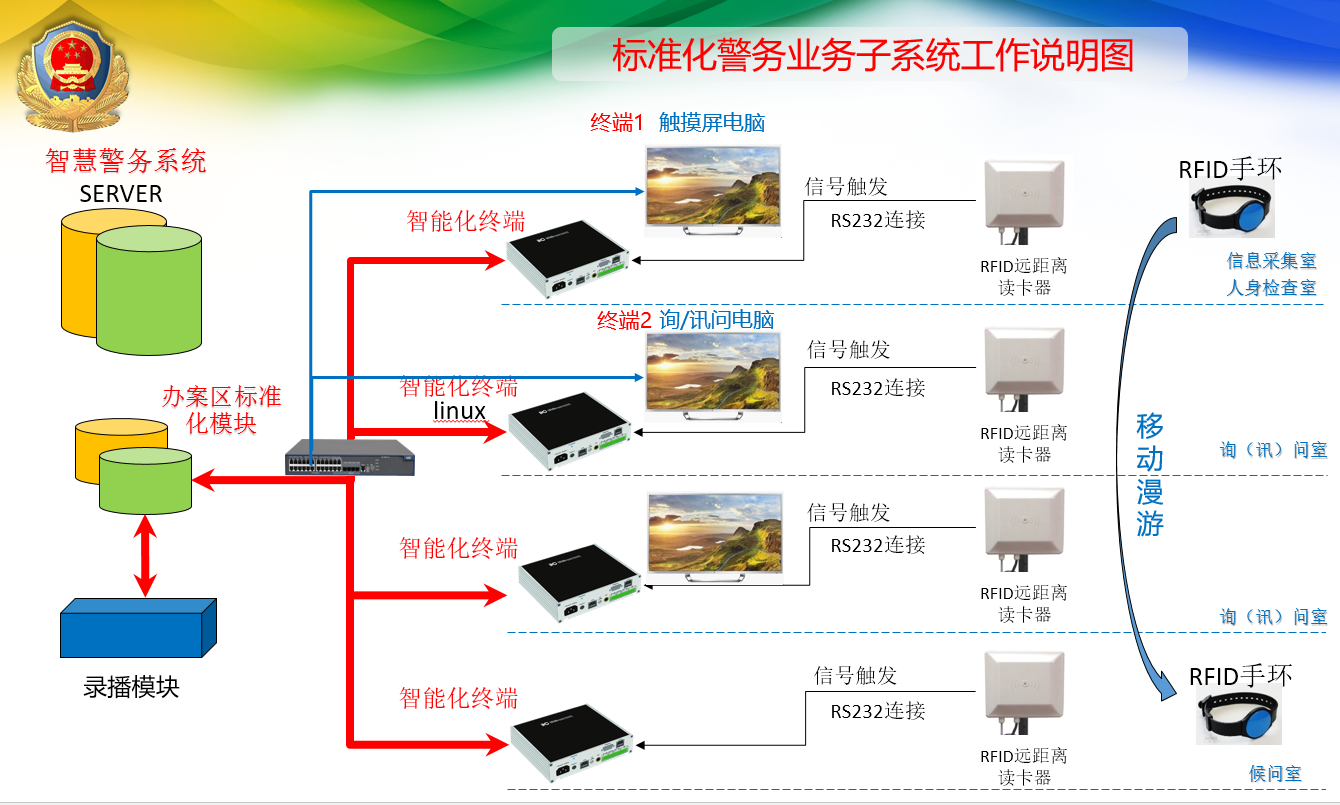 标准化警务业务子系统工作说明图
智慧警务系统
SERVER
办案区标准
化模块
录播模块
终端1 触摸屏电脑
智能化终端
信号触发
RS232连接
RFID远距离
读卡器
RFID手环
信息采集室
人身检查室
终端2 询/讯问电脑
智能化终端
linux
信号触发
RS232连接
RFID远距离
读卡器
询（讯）问室
移
动
漫
游
智能化终端
信号触发
RS232连接
RFID远距离
读卡器
询（讯）问室
智能化终端
信号触发
RS232连接
RFID远距离
读卡器
RFID手环
候问室